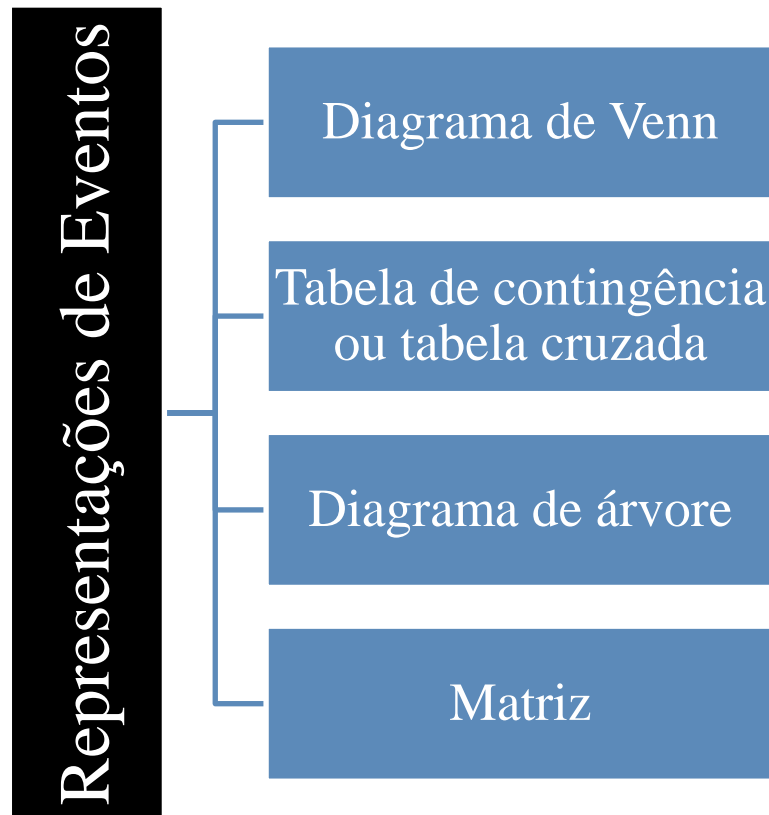 Representações de Eventos
Diagrama de Venn
Tabela de contingência
ou tabela cruzada
Diagrama de árvore
Matriz